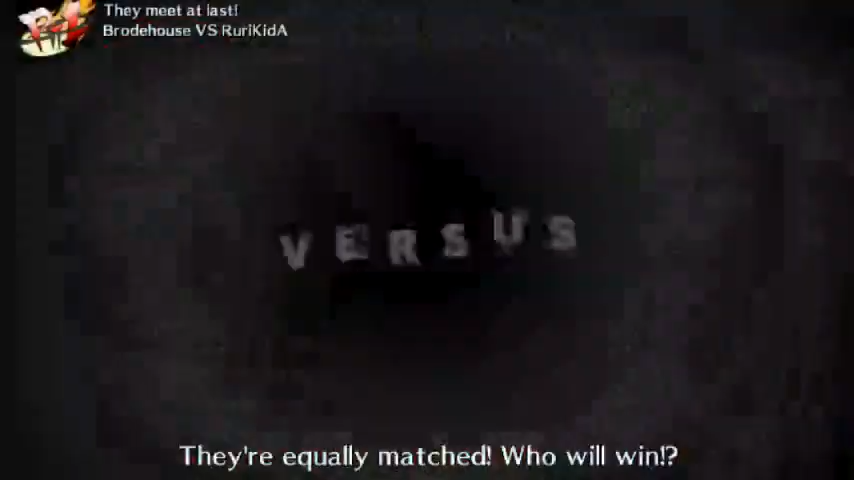 They meet at last!
Brodehouse VS RuriKidA
VERSUS
They're equally matched! Who will win!?